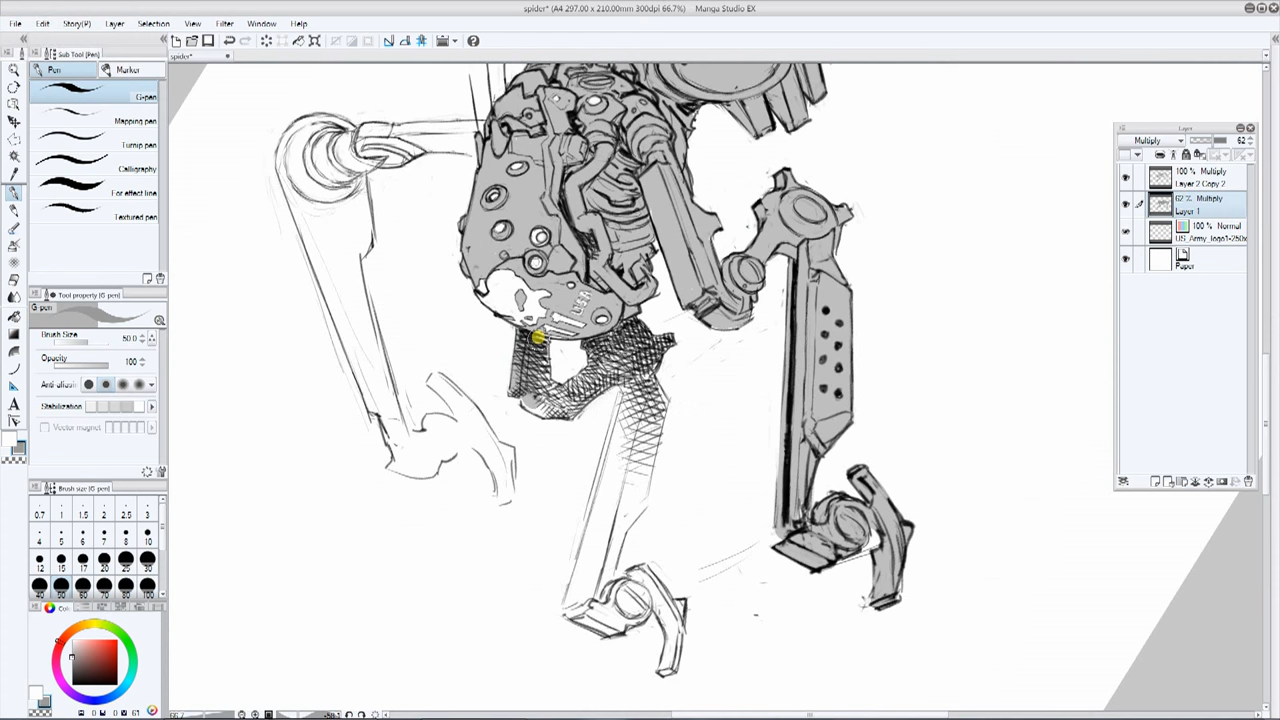 spider* (A4 297.00 x 210.00mm 300dpi 66.7%) - Manga Studio EX
File Edit Story(P) Layer Selection View Filter Window Help
spider*
Sub Tool [Pen]
Pen Marker
G-pen
Mapping pen
Turnip pen
Calligraphy
For effect line
Textured pen
Tool property [G-pen]
G-pen
Brush Size 50.0
Opacity 100
Anti-aliasin
Stabilization
Vector magnet
Brush size [G-pen]
0.7 1 1.5 2 2.5 3
4 5 6 7 8 10
12 15 17 20 25 30
40 50 60 70 80 100
USA
Layer
Multiply 62
100 % Multiply
Layer 2 Copy 2
62 % Multiply
Layer 1
100 % Normal
US_Army_logo1-250x
Paper